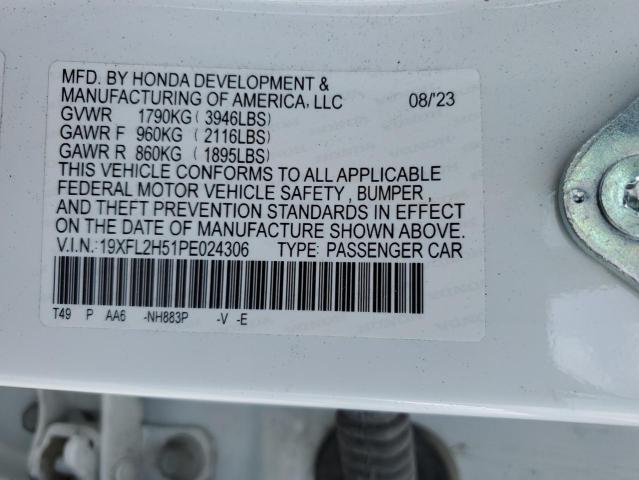 MFD. BY HONDA DEVELOPMENT &
MANUFACTURING OF AMERICA, LLC 08/'23
GVWR 1790KG ( 3946LBS)
GAWR F 960KG ( 2116LBS)
GAWR R 860KG ( 1895LBS)
THIS VEHICLE CONFORMS TO ALL APPLICABLE
FEDERAL MOTOR VEHICLE SAFETY , BUMPER ,
AND THEFT PREVENTION STANDARDS IN EFFECT
ON THE DATE OF MANUFACTURE SHOWN ABOVE.
V.I.N.:19XFL2H51PE024306 TYPE: PASSENGER CAR
T49 P AA6 -NH883P -V -E